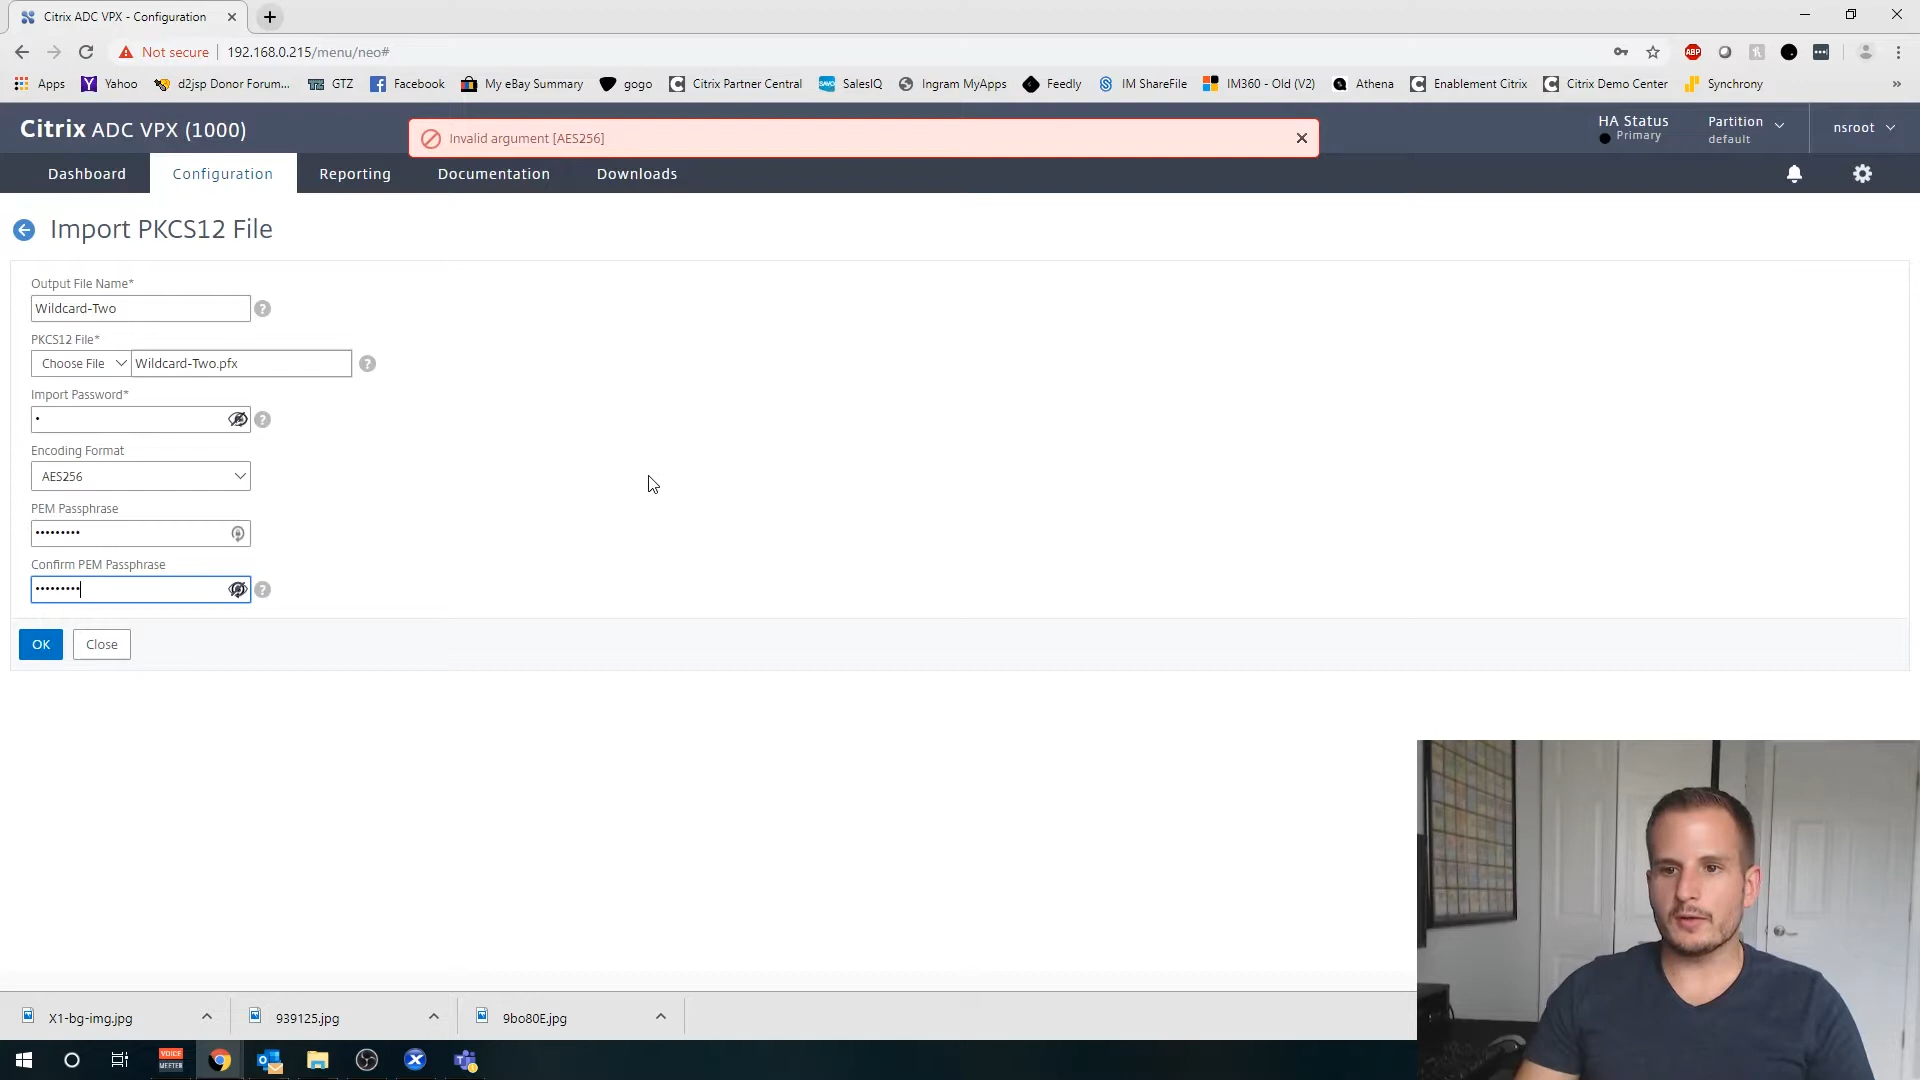 Citrix ADC VPX - Configuration
Not secure
192.168.0.215/menu/neo#
ABP
Apps
Yahoo
d2jsp Donor Forum...
GTZ
Facebook
My eBay Summary
gogo
Citrix Partner Central
SalesIQ
Ingram MyApps
Feedly
IM ShareFile
IM360 - Old (V2)
Athena
Enablement Citrix
Citrix Demo Center
Synchrony
»
Citrix ADC VPX (1000)
Invalid argument [AES256]
HA Status
Primary
Partition
default
nsroot
Dashboard
Configuration
Reporting
Documentation
Downloads
Import PKCS12 File
Output File Name*
Wildcard-Two
PKCS12 File*
Choose File
Wildcard-Two.pfx
Import Password*
•
Encoding Format
AES256
PEM Passphrase
•••••••••
Confirm PEM Passphrase
•••••••••
OK
Close
X1-bg-img.jpg
939125.jpg
9bo80E.jpg
VOICE
MEETER